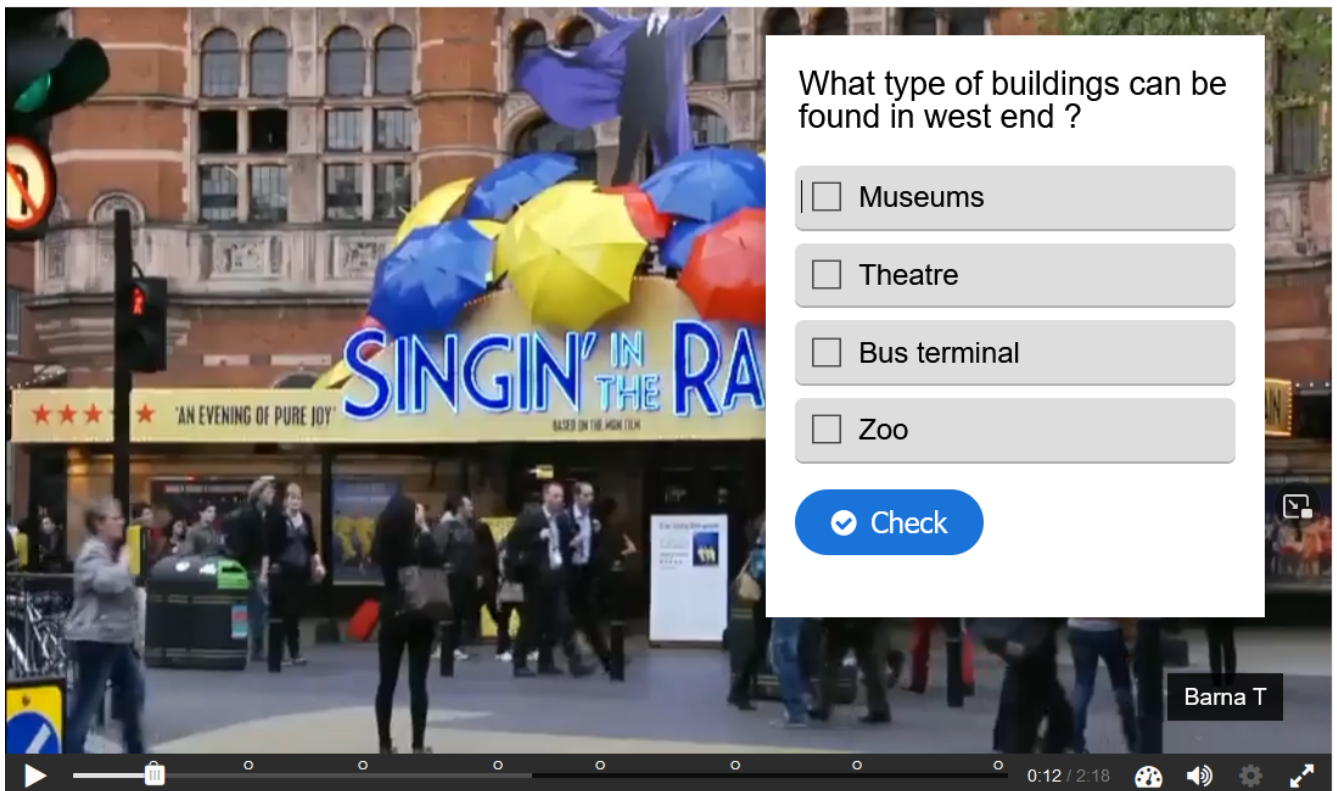 What type of buildings can be
found in west end ?
Museums
Theatre
Bus terminal
Zoo
Check
SINGIN' IN THE RA
'AN EVENING OF PURE JOY'
BASED ON THE MGM FILM
Barna T
0:12 / 2:18